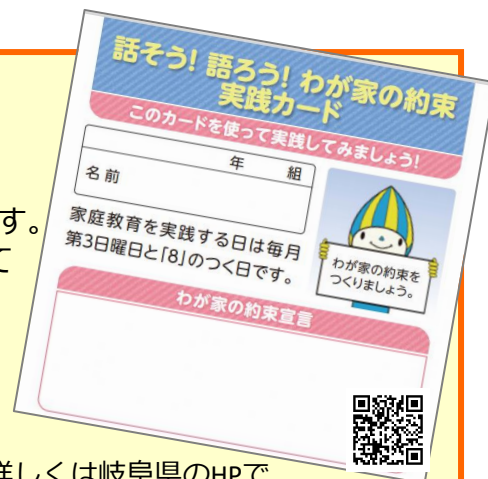 話そう! 語ろう! わが家の約束
実践カード
このカードを使って実践してみましょう!
年 組
名前
家庭教育を実践する日は毎月
第3日曜日と「8」のつく日です。
わが家の約束を
つくりましょう。
わが家の約束宣言
す。
て
詳しくは岐阜県のHPで